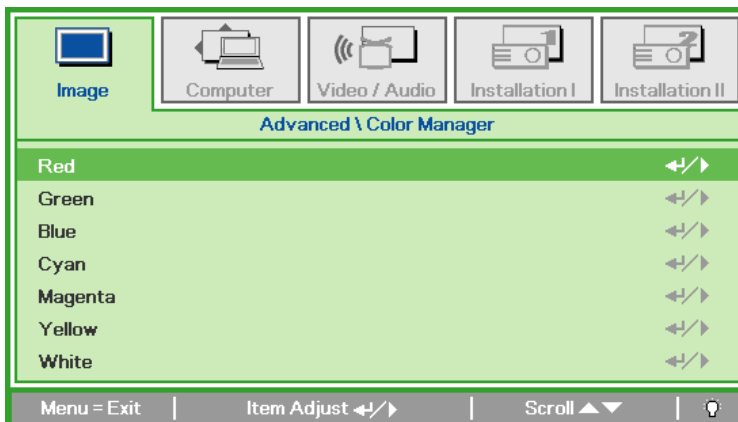 Image Computer Video / Audio Installation I Installation II
Advanced \ Color Manager
Red
Green
Blue
Cyan
Magenta
Yellow
White
Menu = Exit Item Adjust Scroll